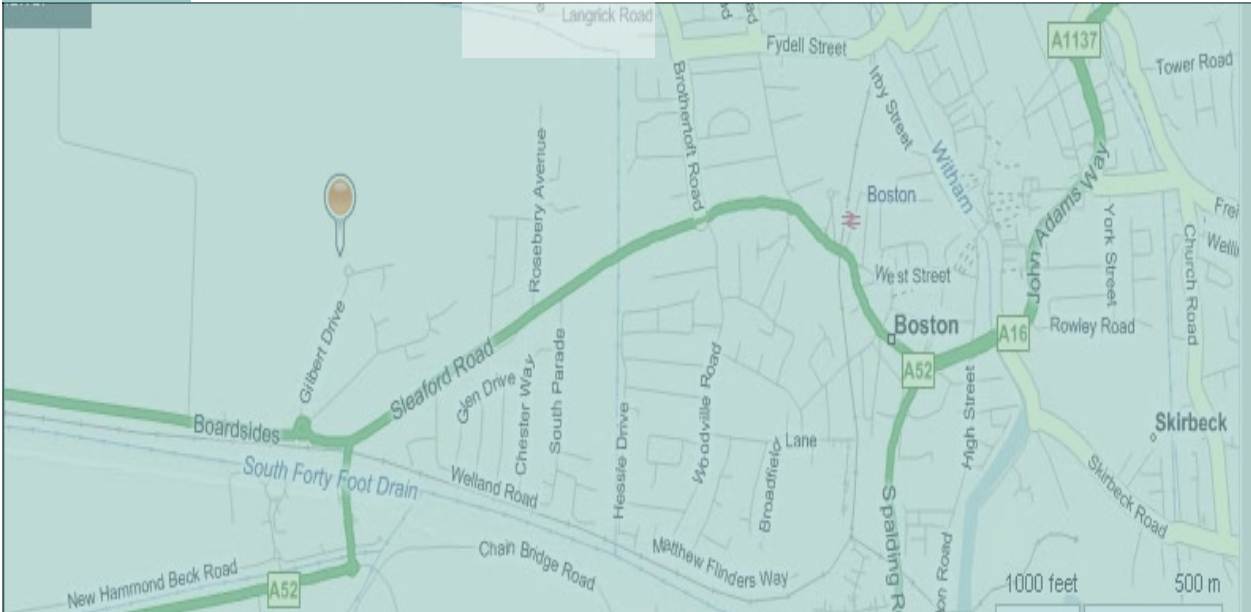 Langrick Road
Fydell Street
A1137
Tower Road
Brothertoft Road
Irby Street
Witham
Rosebery Avenue
Boston
John Adams Way
York Street
Church Road
West Street
Gilbert Drive
Boston
A16
Rowley Road
Sleaford Road
A52
Glen Drive
Chester Way
South Parade
Woodville Road
High Street
Skirbeck
Boardsides
Hessle Drive
Broadfield Lane
South Forty Foot Drain
Welland Road
Skirbeck Road
Spalding R
Matthew Flinders Way
Chain Bridge Road
on Road
New Hammond Beck Road
A52
1000 feet
500 m